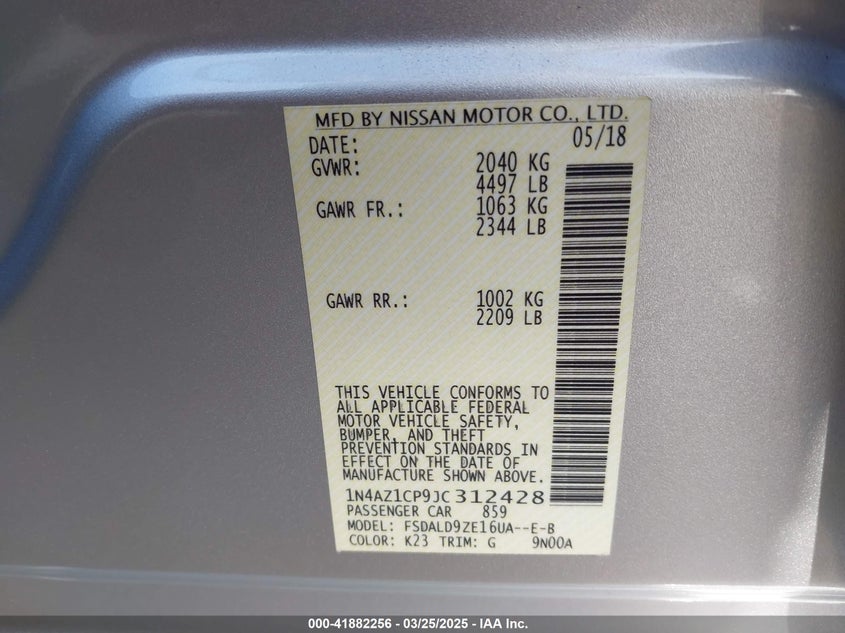 MFD BY NISSAN MOTOR CO., LTD.
DATE: 05/18
GVWR: 2040 KG
4497 LB
GAWR FR.: 1063 KG
2344 LB
GAWR RR.: 1002 KG
2209 LB
THIS VEHICLE CONFORMS TO
ALL APPLICABLE FEDERAL
MOTOR VEHICLE SAFETY,
BUMPER, AND THEFT
PREVENTION STANDARDS IN
EFFECT ON THE DATE OF
MANUFACTURE SHOWN ABOVE.
1N4AZ1CP9JC312428
PASSENGER CAR 859
MODEL: FSDALD9ZE16UA--E-B
COLOR: K23 TRIM: G 9N00A
000-41882256 - 03/25/2025 - IAA Inc.